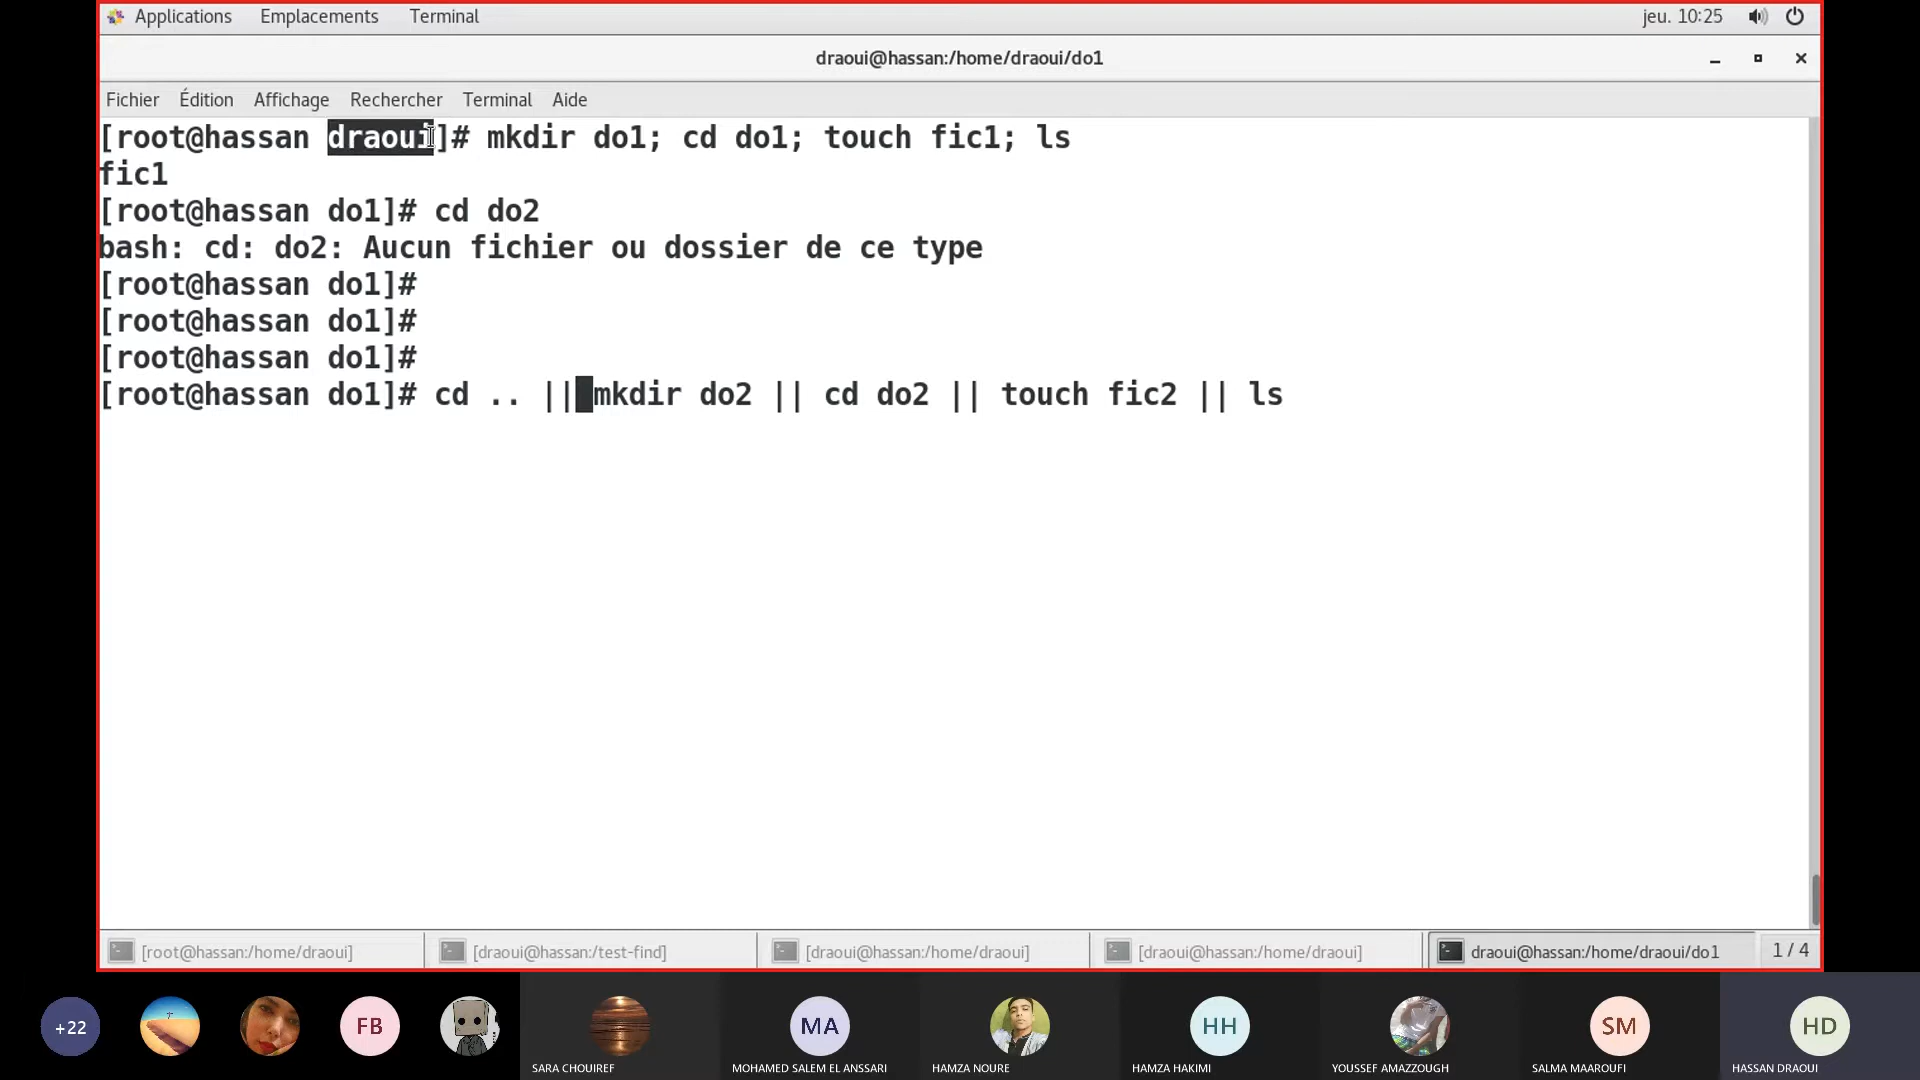 Applications Emplacements Terminal jeu. 10:25
draoui@hassan:/home/draoui/do1
Fichier Édition Affichage Rechercher Terminal Aide
[root@hassan draoui]# mkdir do1; cd do1; touch fic1; ls
fic1
[root@hassan do1]# cd do2
bash: cd: do2: Aucun fichier ou dossier de ce type
[root@hassan do1]#
[root@hassan do1]#
[root@hassan do1]#
[root@hassan do1]# cd .. || mkdir do2 || cd do2 || touch fic2 || ls
[root@hassan:/home/draoui] [draoui@hassan:/test-find] [draoui@hassan:/home/draoui] [draoui@hassan:/home/draoui] draoui@hassan:/home/draoui/do1 1 / 4
+22 FB MA HH SM HD
SARA CHOUIREF MOHAMED SALEM EL ANSSARI HAMZA NOURE HAMZA HAKIMI YOUSSEF AMAZZOUGH SALMA MAAROUFI HASSAN DRAOUI